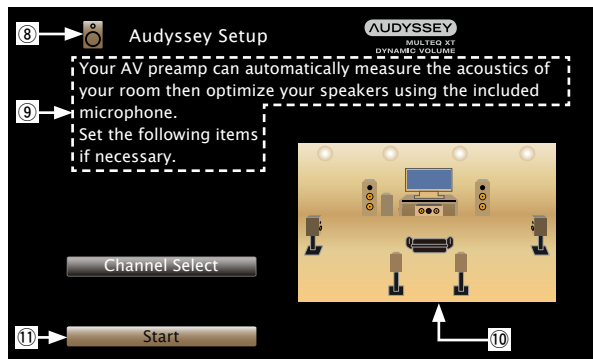 ⑧ Audyssey Setup
AUDYSSEY
MULTEQ XT
DYNAMIC VOLUME
Your AV preamp can automatically measure the acoustics of
your room then optimize your speakers using the included
⑨ microphone.
Set the following items
if necessary.
Channel Select
⑪ Start
⑩